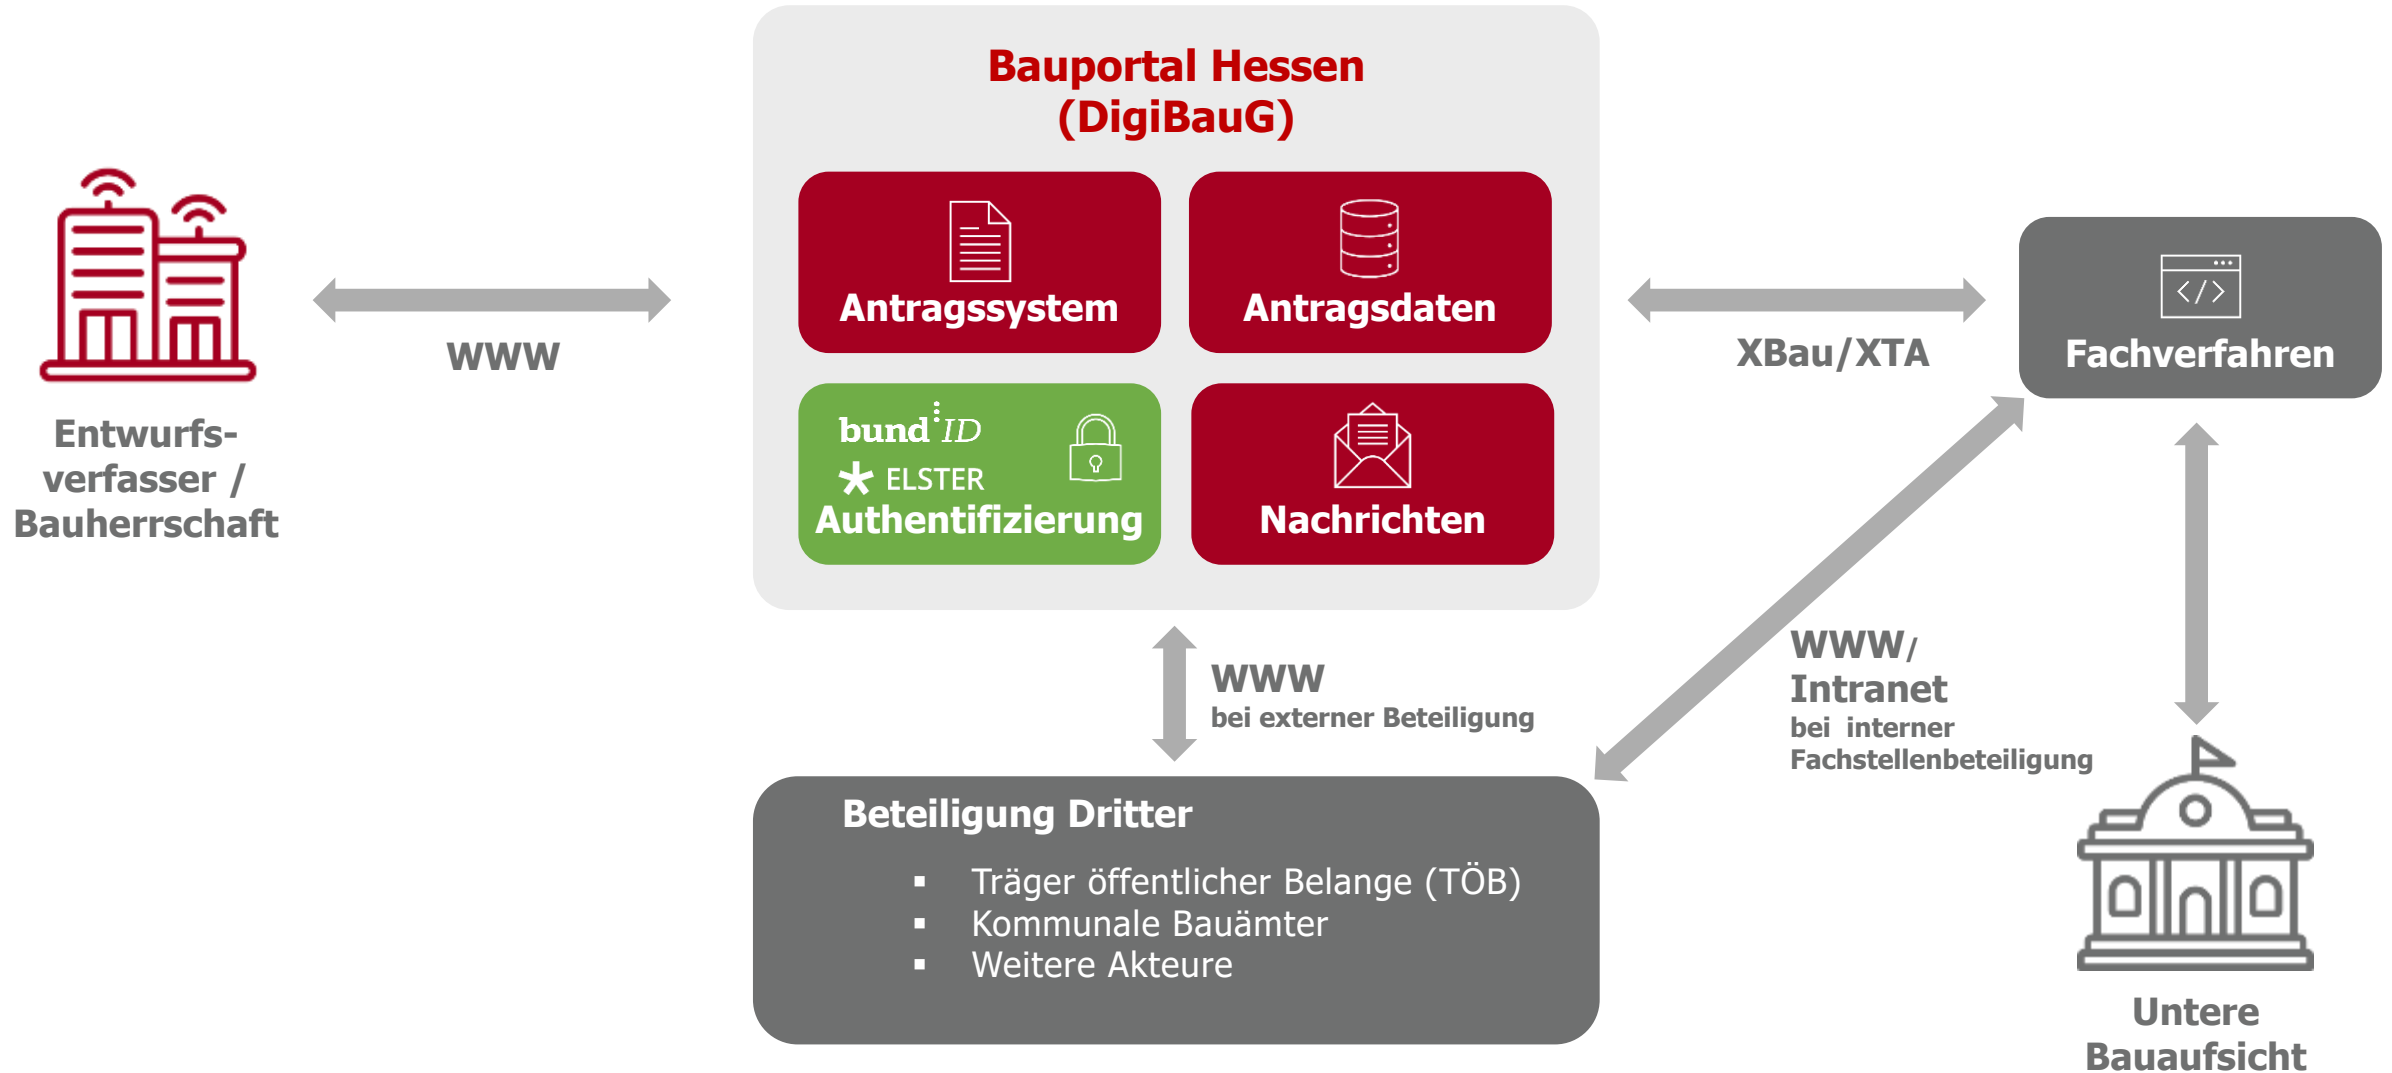 Bauportal Hessen
(DigiBauG)
Antragssystem
Antragsdaten
bund ID
ELSTER
Authentifizierung
Nachrichten
WWW
Entwurfs-
verfasser /
Bauherrschaft
XBau/XTA
</>
Fachverfahren
WWW
bei externer Beteiligung
WWW/
Intranet
bei interner
Fachstellenbeteiligung
Beteiligung Dritter
▪ Träger öffentlicher Belange (TÖB)
▪ Kommunale Bauämter
▪ Weitere Akteure
Untere
Bauaufsicht